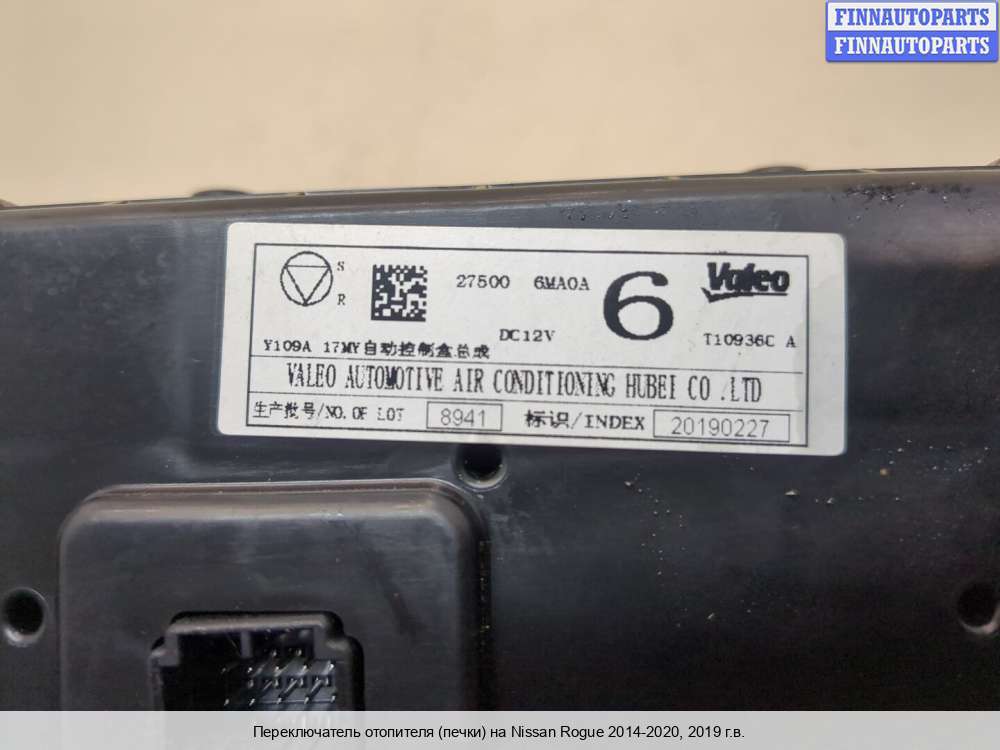 FINNAUTOPARTS
FINNAUTOPARTS
S
R
27500 6MA0A
6
Valeo
DC12V
T10936C A
Y109A 17MY自动控制盒总成
VALEO AUTOMOTIVE AIR CONDITIONING HUBEI CO .LTD
生产批号/NO. OF LOT 8941 标识/INDEX 20190227
Переключатель отопителя (печки) на Nissan Rogue 2014-2020, 2019 г.в.